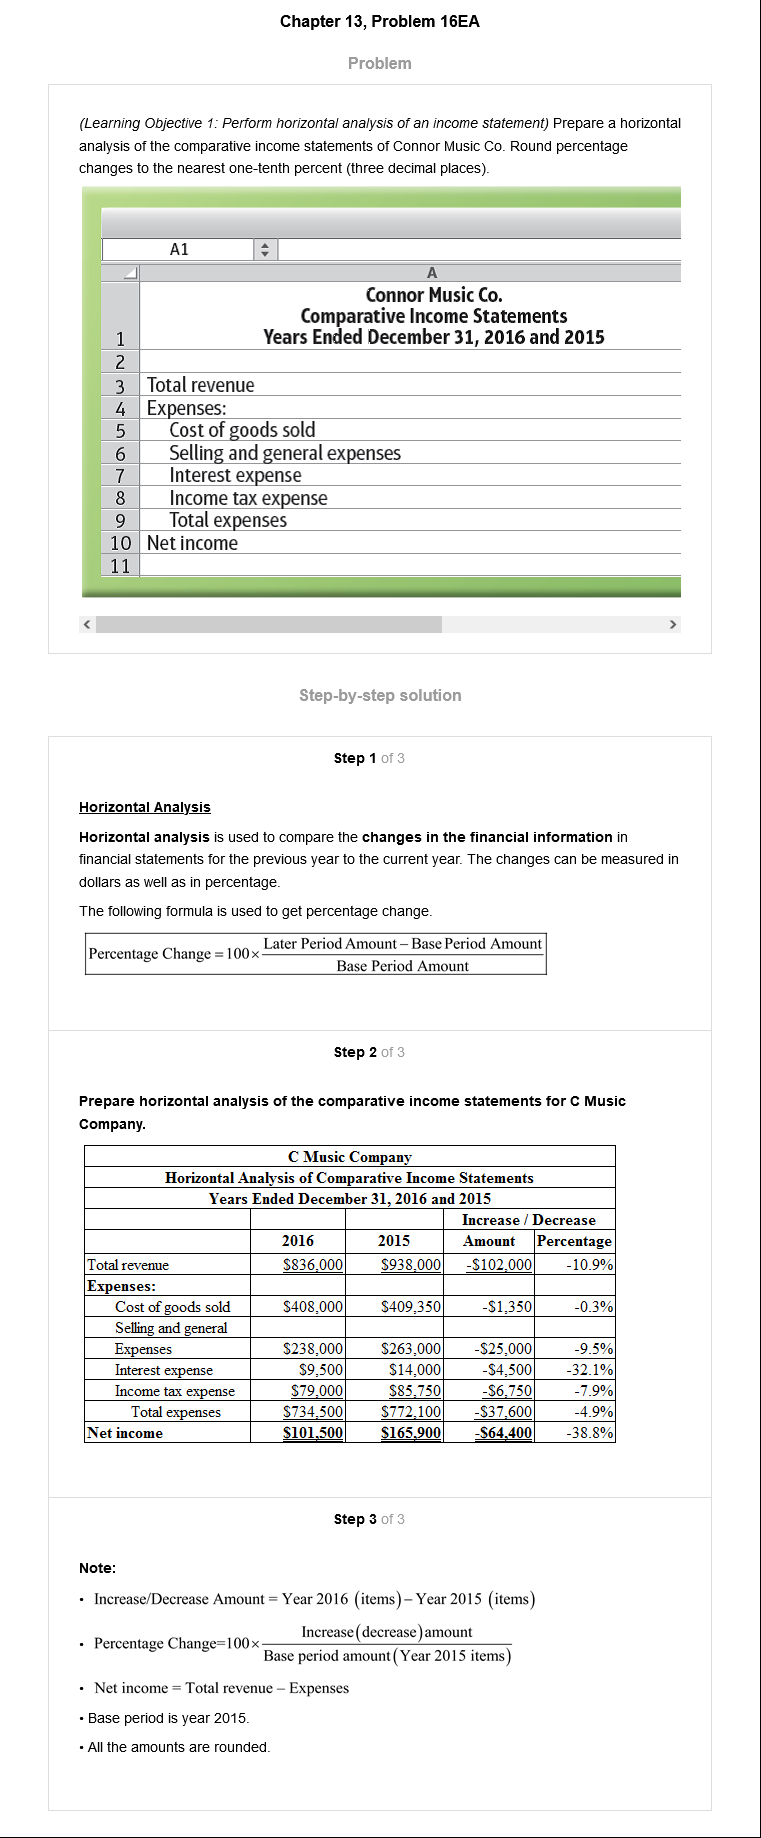 Chapter 13, Problem 16EA
Problem
(Learning Objective 1: Perform horizontal analysis of an income statement) Prepare a horizontal
analysis of the comparative income statements of Connor Music Co. Round percentage
changes to the nearest one-tenth percent (three decimal places).
A1
A
Connor Music Co.
Comparative Income Statements
1 Years Ended December 31, 2016 and 2015
2
3 Total revenue
4 Expenses:
5 Cost of goods sold
6 Selling and general expenses
7 Interest expense
8 Income tax expense
9 Total expenses
10 Net income
11
Step-by-step solution
Step 1 of 3
Horizontal Analysis
Horizontal analysis is used to compare the changes in the financial information in
financial statements for the previous year to the current year. The changes can be measured in
dollars as well as in percentage.
The following formula is used to get percentage change.
Percentage Change = 100× Later Period Amount – Base Period Amount
Base Period Amount
Step 2 of 3
Prepare horizontal analysis of the comparative income statements for C Music
Company.
C Music Company
Horizontal Analysis of Comparative Income Statements
Years Ended December 31, 2016 and 2015
Increase / Decrease
2016 2015 Amount Percentage
Total revenue $836,000 $938,000 -$102,000 -10.9%
Expenses:
Cost of goods sold $408,000 $409,350 -$1,350 -0.3%
Selling and general
Expenses $238,000 $263,000 -$25,000 -9.5%
Interest expense $9,500 $14,000 -$4,500 -32.1%
Income tax expense $79,000 $85,750 -$6,750 -7.9%
Total expenses $734,500 $772,100 -$37,600 -4.9%
Net income $101,500 $165,900 -$64,400 -38.8%
Step 3 of 3
Note:
• Increase/Decrease Amount = Year 2016 (items) – Year 2015 (items)
• Percentage Change=100× Increase(decrease)amount
Base period amount(Year 2015 items)
• Net income = Total revenue – Expenses
• Base period is year 2015.
• All the amounts are rounded.